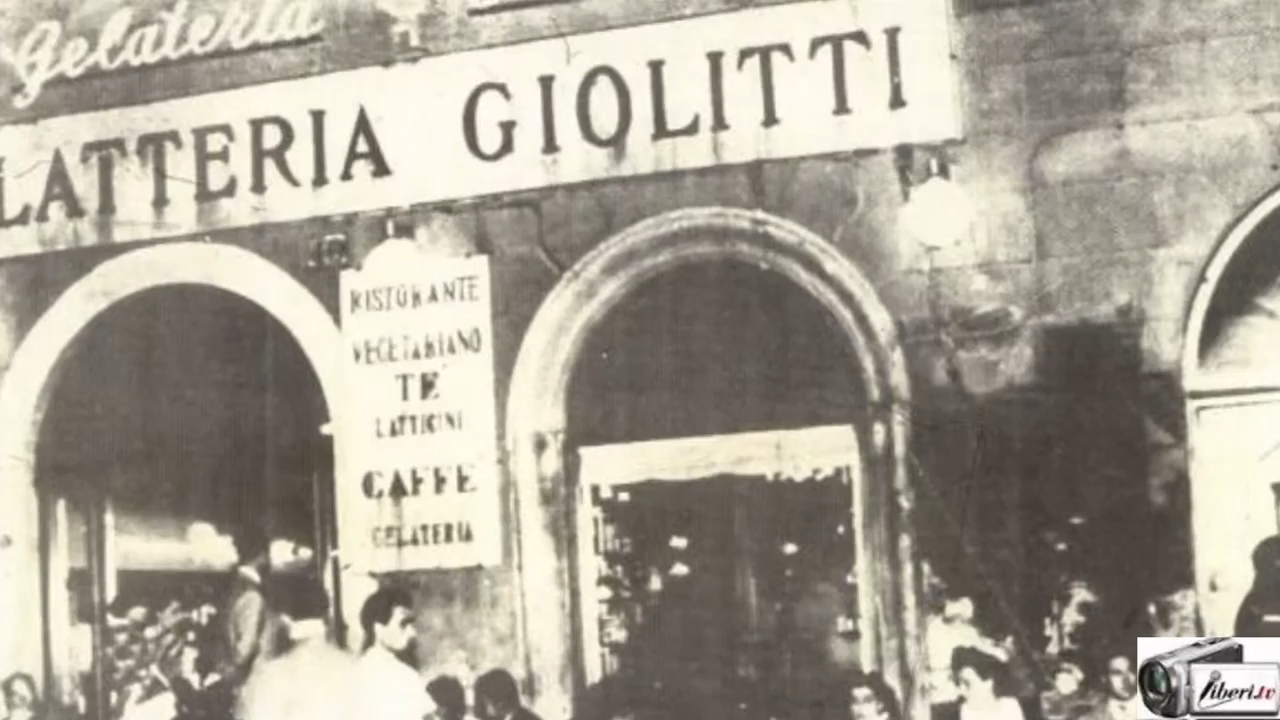 Gelateria
LATTERIA GIOLITTI
RISTORANTE
VEGETARIANO
TE
LATTICINI
CAFFE
GELATERIA
liberi.tv